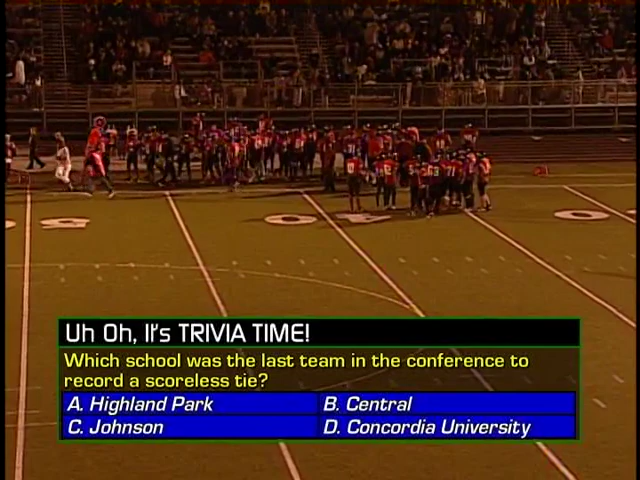 Uh Oh, It's TRIVIA TIME!
Which school was the last team in the conference to
record a scoreless tie?
A. Highland Park
B. Central
C. Johnson
D. Concordia University